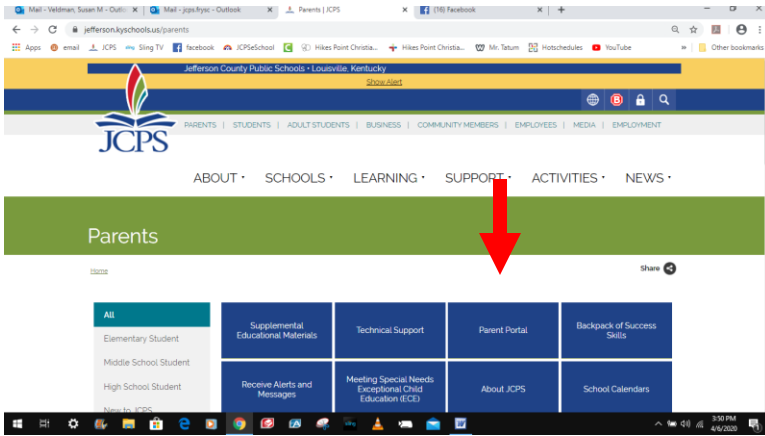 Mail - Veldman, Susan M - Outlo
Mail - jcps.frysc - Outlook
Parents | JCPS
(16) Facebook
jefferson.kyschools.us/parents
Apps
email
JCPS
Sling TV
facebook
JCPSeSchool
Hikes Point Christia...
Hikes Point Christia...
Mr. Tatum
Hotschedules
YouTube
Other bookmarks
Jefferson County Public Schools • Louisville, Kentucky
Show Alert
JCPS
PARENTS | STUDENTS | ADULT STUDENTS | BUSINESS | COMMUNITY MEMBERS | EMPLOYEES | MEDIA | EMPLOYMENT
ABOUT
SCHOOLS
LEARNING
SUPPORT
ACTIVITIES
NEWS
Parents
Home
Share
All
Elementary Student
Middle School Student
High School Student
New to JCPS
Supplemental
Educational Materials
Technical Support
Parent Portal
Backpack of Success
Skills
Receive Alerts and
Messages
Meeting Special Needs
Exceptional Child
Education (ECE)
About JCPS
School Calendars
3:50 PM
4/6/2020